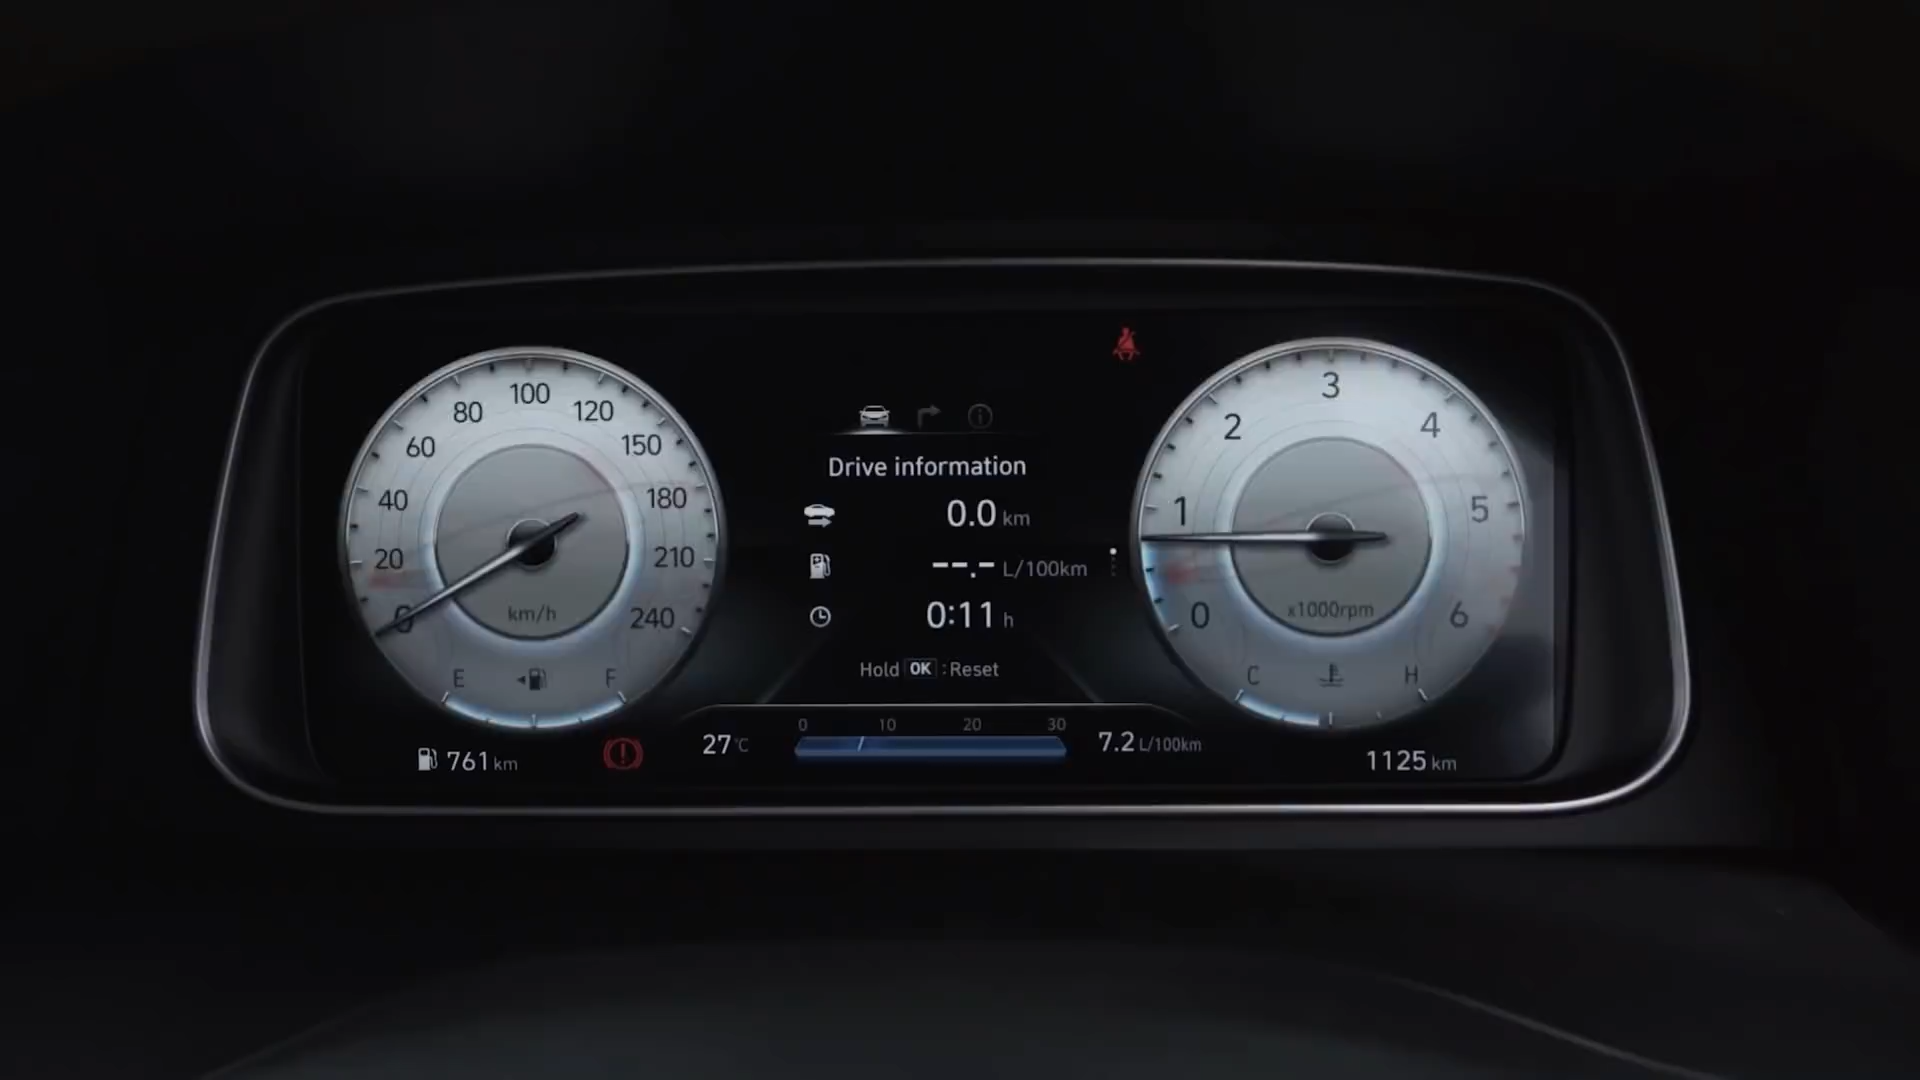 100
80
120
60
150
40
180
20
210
0
240
km/h
E
F
761 km
Drive information
0.0 km
--.- L/100km
0:11 h
Hold OK : Reset
0 10 20 30
27°C
7.2 L/100km
3
2
4
1
5
0
6
x1000rpm
C
H
1125 km